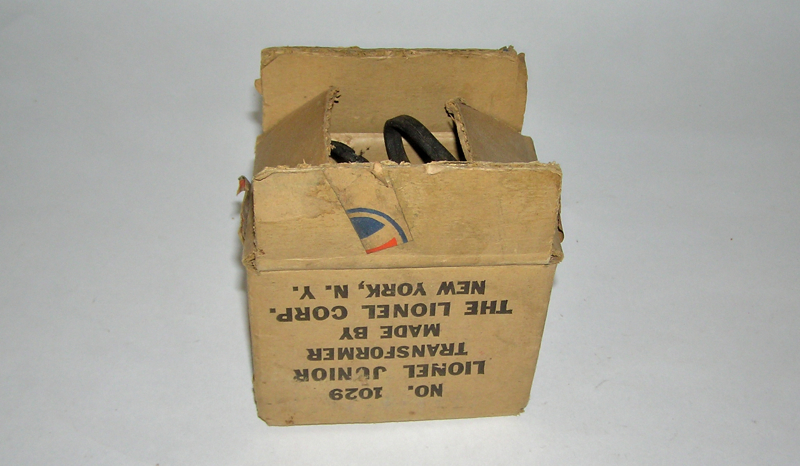 NO. 1029
LIONEL JUNIOR
TRANSFORMER
MADE BY
THE LIONEL CORP.
NEW YORK, N. Y.